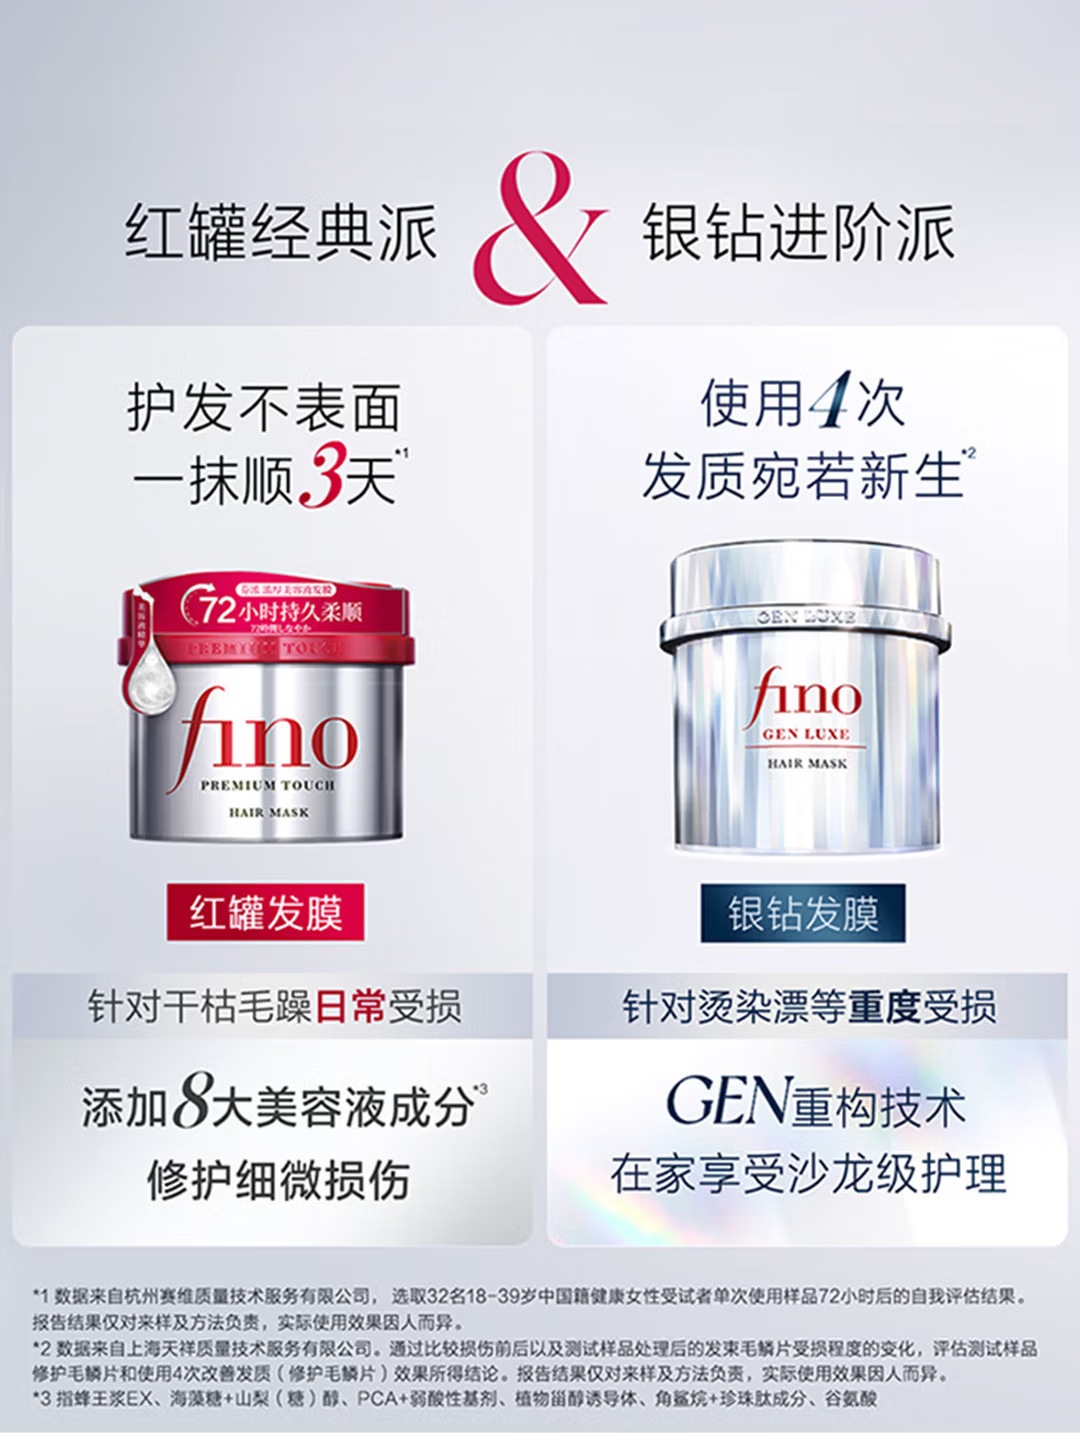 红罐经典派 & 银钻进阶派
护发不表面
一抹顺3天*1
芬浓 浓厚美容液发膜
72小时持久柔顺
美容液精华
PREMIUM TOUCH
fino
PREMIUM TOUCH
HAIR MASK
红罐发膜
针对干枯毛躁日常受损
添加8大美容液成分*3
修护细微损伤
使用4次
发质宛若新生*2
GEN LUXE
fino
GEN LUXE
HAIR MASK
银钻发膜
针对烫染漂等重度受损
GEN重构技术
在家享受沙龙级护理
*1 数据来自杭州赛维质量技术服务有限公司，选取32名18-39岁中国籍健康女性受试者单次使用样品72小时后的自我评估结果。
报告结果仅对来样及方法负责，实际使用效果因人而异。
*2 数据来自上海天祥质量技术服务有限公司。通过比较损伤前后以及测试样品处理后的发束毛鳞片受损程度的变化，评估测试样品
修护毛鳞片和使用4次改善发质（修护毛鳞片）效果所得结论。报告结果仅对来样及方法负责，实际使用效果因人而异。
*3 指蜂王浆EX、海藻糖+山梨（糖）醇、PCA+弱酸性基剂、植物甾醇诱导体、角鲨烷+珍珠肽成分、谷氨酸